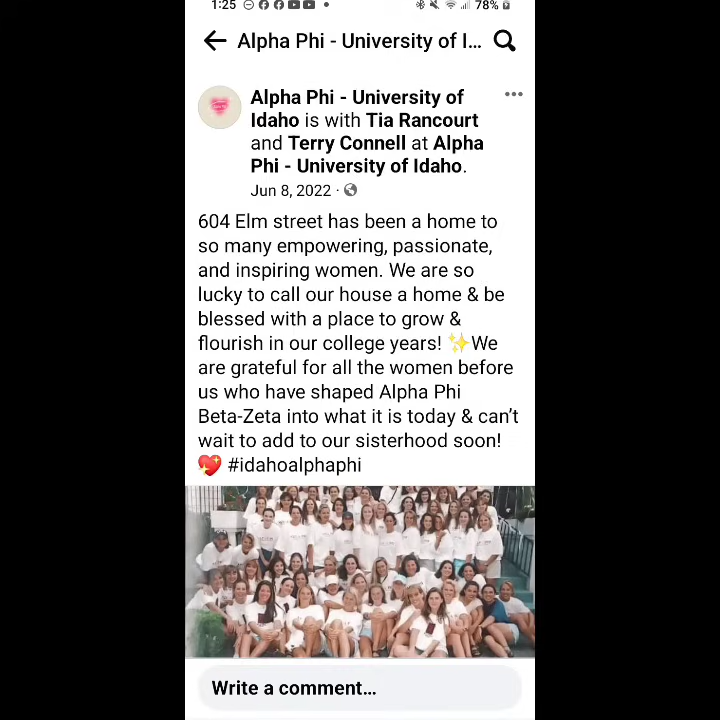 1:25 78%
Alpha Phi - University of I...
Alpha Phi - University of
Idaho is with Tia Rancourt
and Terry Connell at Alpha
Phi - University of Idaho.
Jun 8, 2022 ·
604 Elm street has been a home to
so many empowering, passionate,
and inspiring women. We are so
lucky to call our house a home & be
blessed with a place to grow &
flourish in our college years! ✨We
are grateful for all the women before
us who have shaped Alpha Phi
Beta-Zeta into what it is today & can't
wait to add to our sisterhood soon!
💖 #idahoalphaphi
Write a comment...